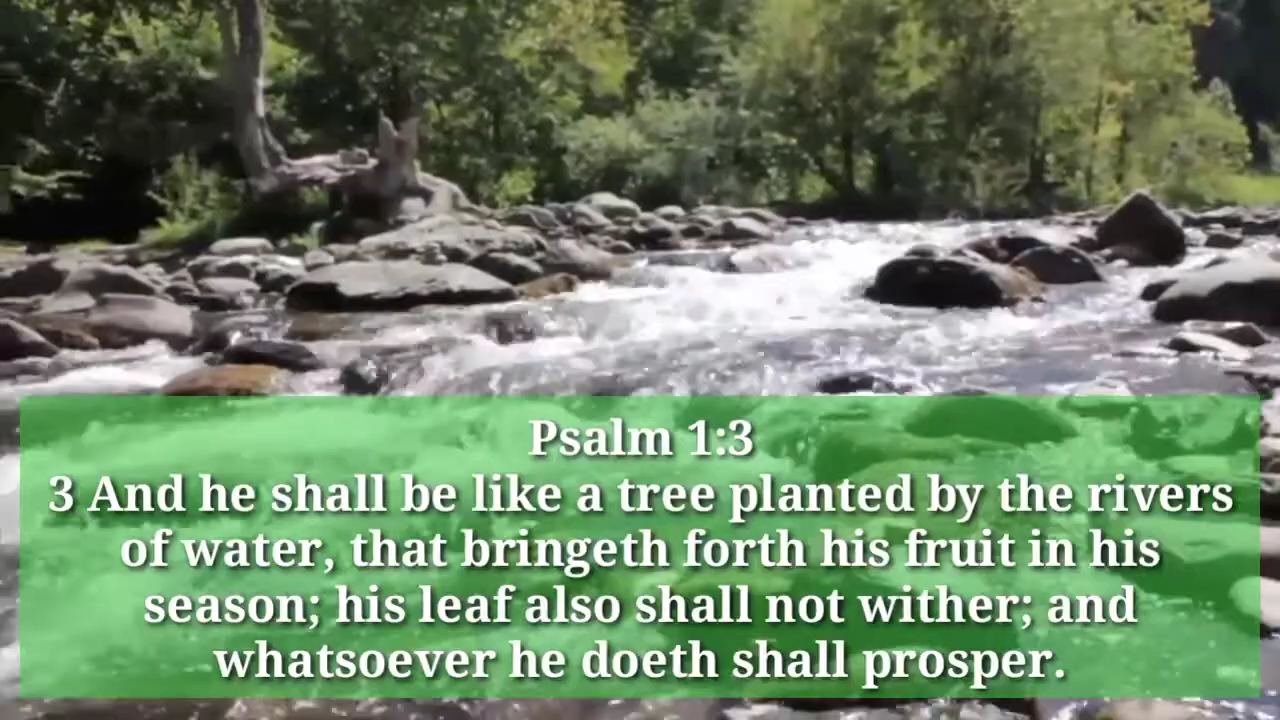 Psalm 1:3
3 And he shall be like a tree planted by the rivers
of water, that bringeth forth his fruit in his
season; his leaf also shall not wither; and
whatsoever he doeth shall prosper.